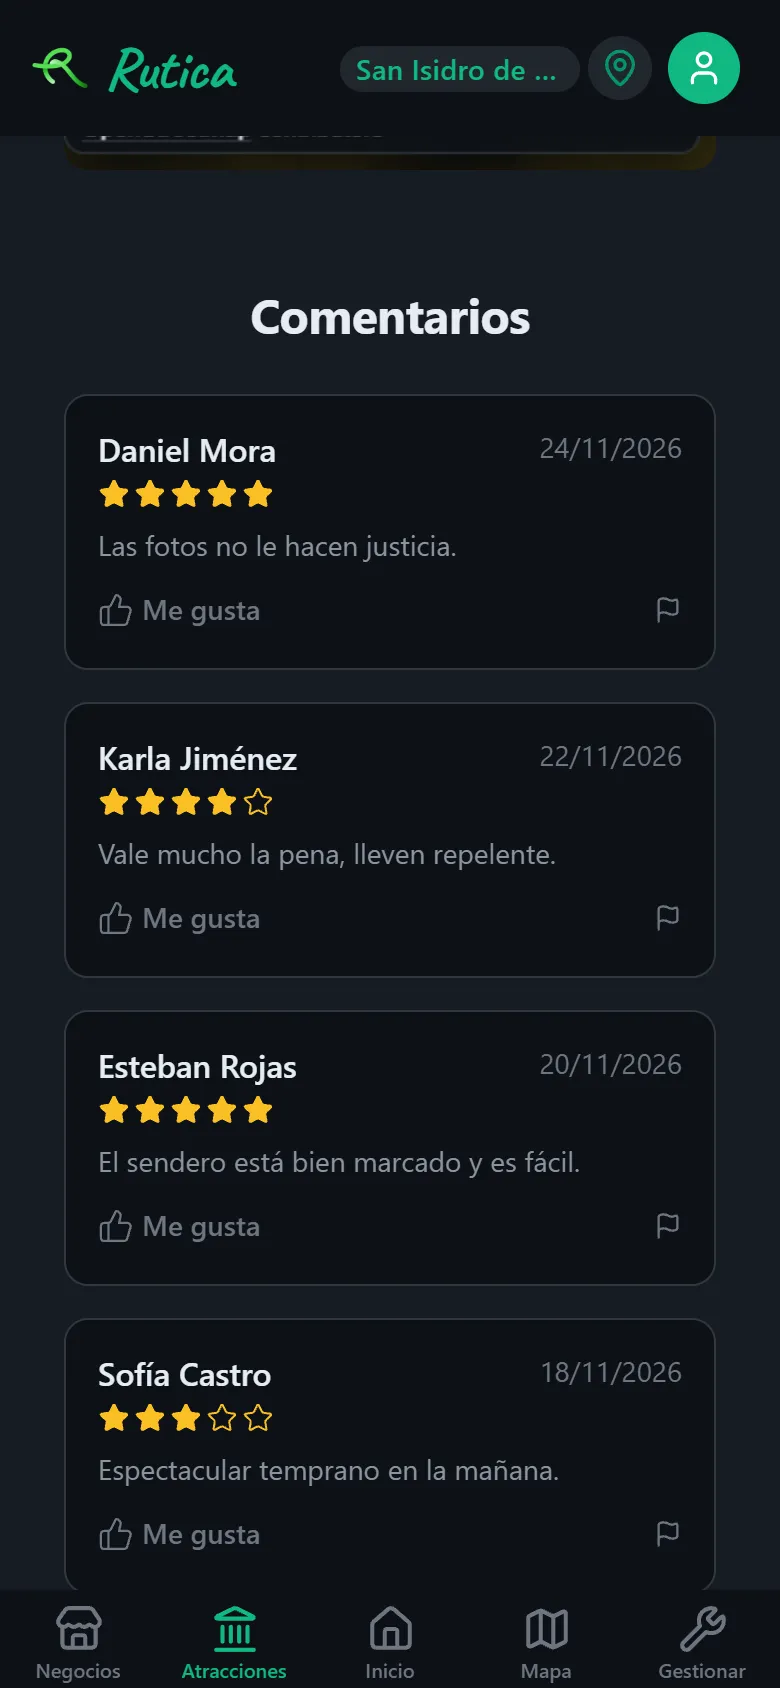 Rutica
San Isidro de ...
Comentarios
Daniel Mora
24/11/2026
Las fotos no le hacen justicia.
Me gusta
Karla Jiménez
22/11/2026
Vale mucho la pena, lleven repelente.
Me gusta
Esteban Rojas
20/11/2026
El sendero está bien marcado y es fácil.
Me gusta
Sofía Castro
18/11/2026
Espectacular temprano en la mañana.
Me gusta
Negocios
Atracciones
Inicio
Mapa
Gestionar